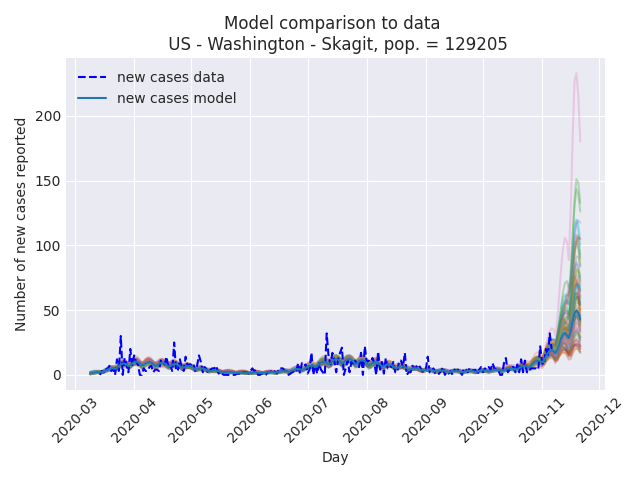 Model comparison to data
US - Washington - Skagit, pop. = 129205
new cases data
new cases model
Number of new cases reported
200
150
100
50
0
2020-03
2020-04
2020-05
2020-06
2020-07
2020-08
2020-09
2020-10
2020-11
2020-12
Day